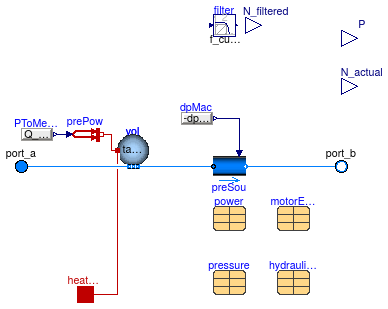 filter
N_filtered
P
f_cu...
N_actual
dpMac
PToMe...
prePow
vol
Q_...
ta...
-dp...
port_a
port_b
preSou
power
motorE...
pressure
hydrauli...
heat...